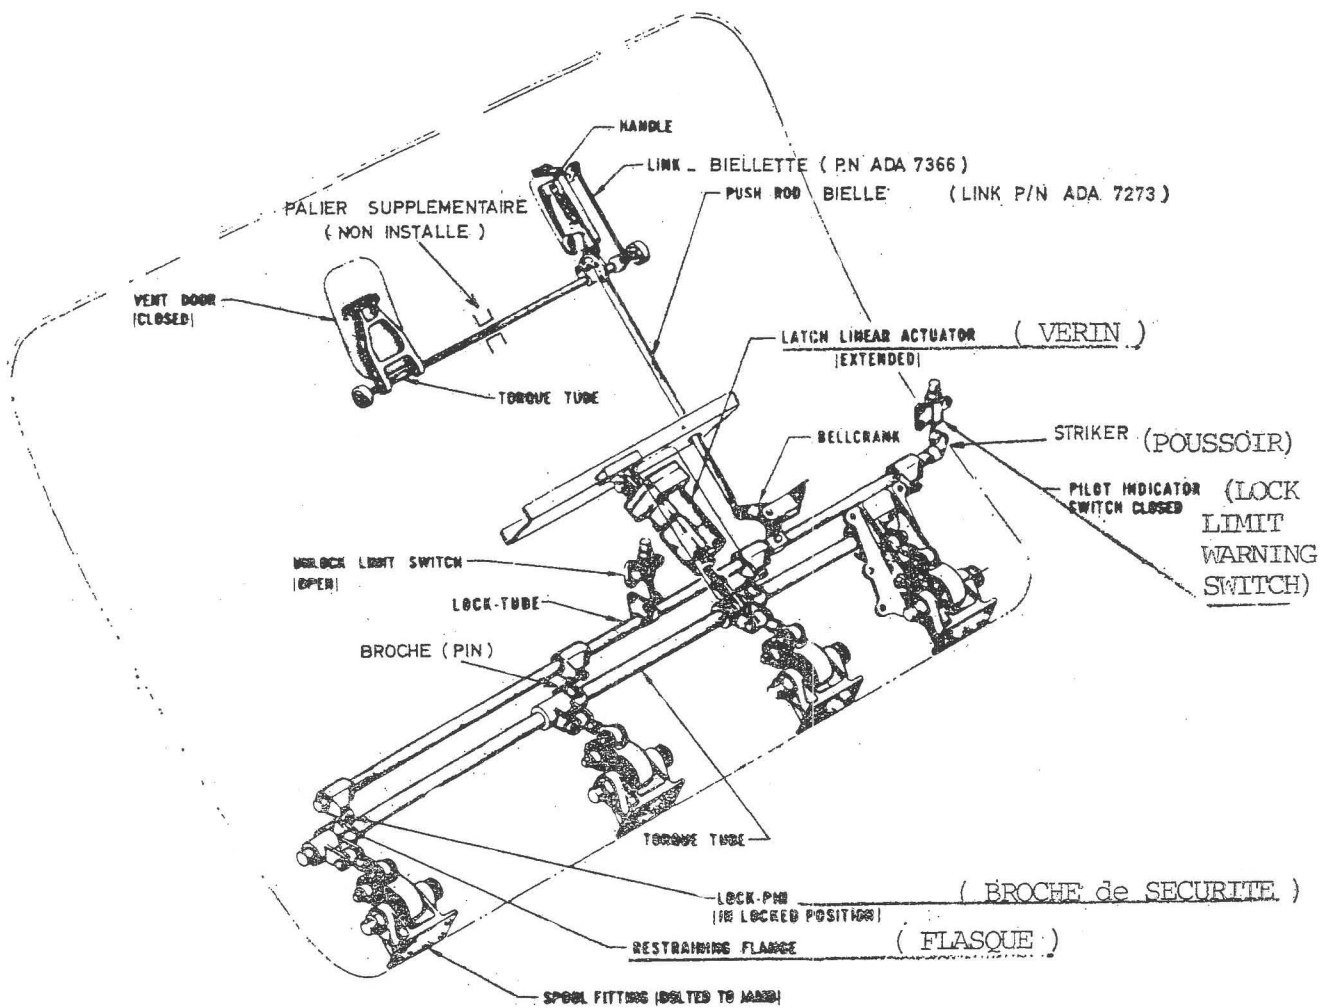 HANDLE
LINK - BIELLETTE ( P.N ADA 7366 )
PUSH ROD BIELLE ( LINK P/N ADA 7273 )
PALIER SUPPLEMENTAIRE
( NON INSTALLE )
VENT DOOR
(CLOSED)
LATCH LINEAR ACTUATOR ( VERIN )
(EXTENDED)
TORQUE TUBE
BELLCRANK
STRIKER (POUSSOIR)
PILOT INDICATOR (LOCK
SWITCH CLOSED LIMIT
WARNING
SWITCH)
UNLOCK LIMIT SWITCH
(OPEN)
LOCK-TUBE
BROCHE ( PIN )
TORQUE TUBE
LOCK-PIN ( BROCHE de SECURITE )
(IN LOCKED POSITION)
RESTRAINING FLANGE ( FLASQUE )
SPOOL FITTING (BOLTED TO JAMB)